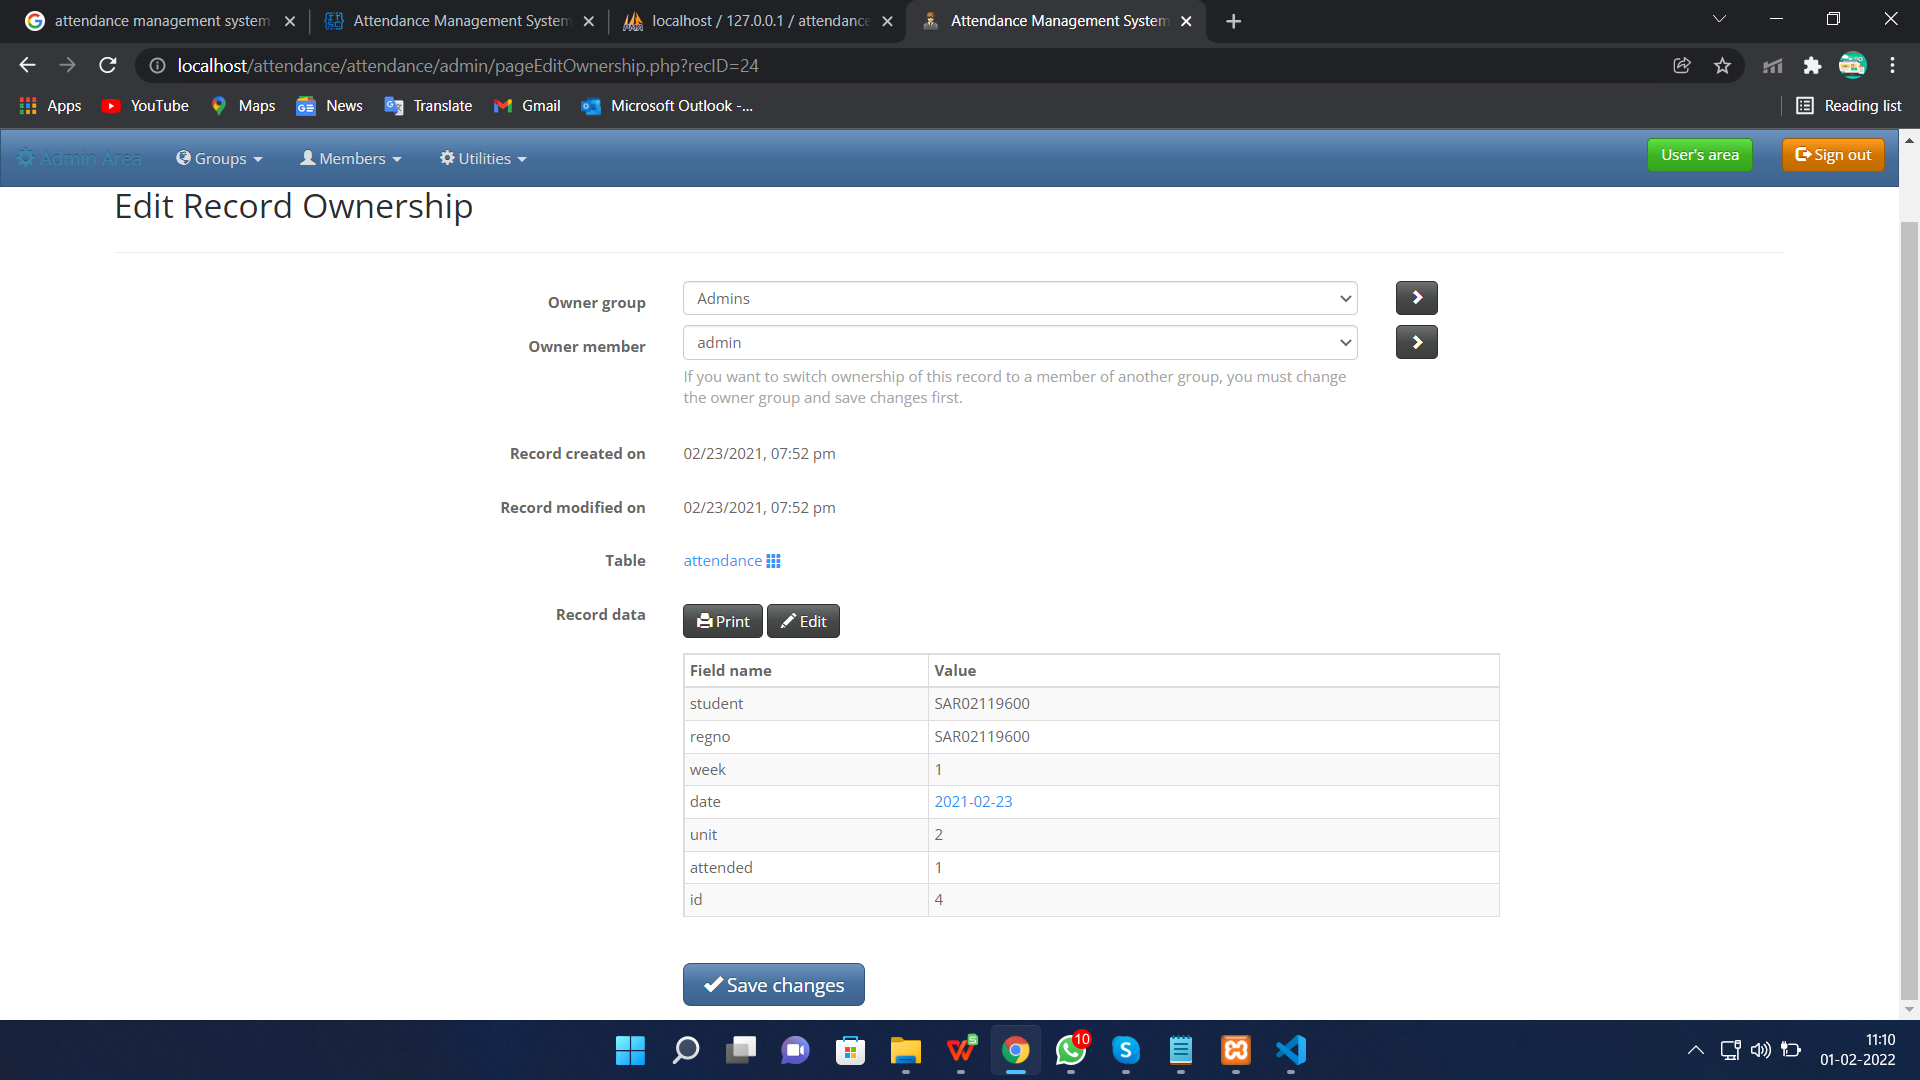 attendance management system
Attendance Management System
localhost / 127.0.0.1 / attendance
Attendance Management System
localhost/attendance/attendance/admin/pageEditOwnership.php?recID=24
Apps YouTube Maps News Translate Gmail Microsoft Outlook -... Reading list
Admin Area Groups Members Utilities User's area Sign out
Edit Record Ownership
Owner group Admins
Owner member admin
If you want to switch ownership of this record to a member of another group, you must change
the owner group and save changes first.
Record created on 02/23/2021, 07:52 pm
Record modified on 02/23/2021, 07:52 pm
Table attendance
Record data Print Edit
Field name Value
student SAR02119600
regno SAR02119600
week 1
date 2021-02-23
unit 2
attended 1
id 4
Save changes
10
11:10
01-02-2022